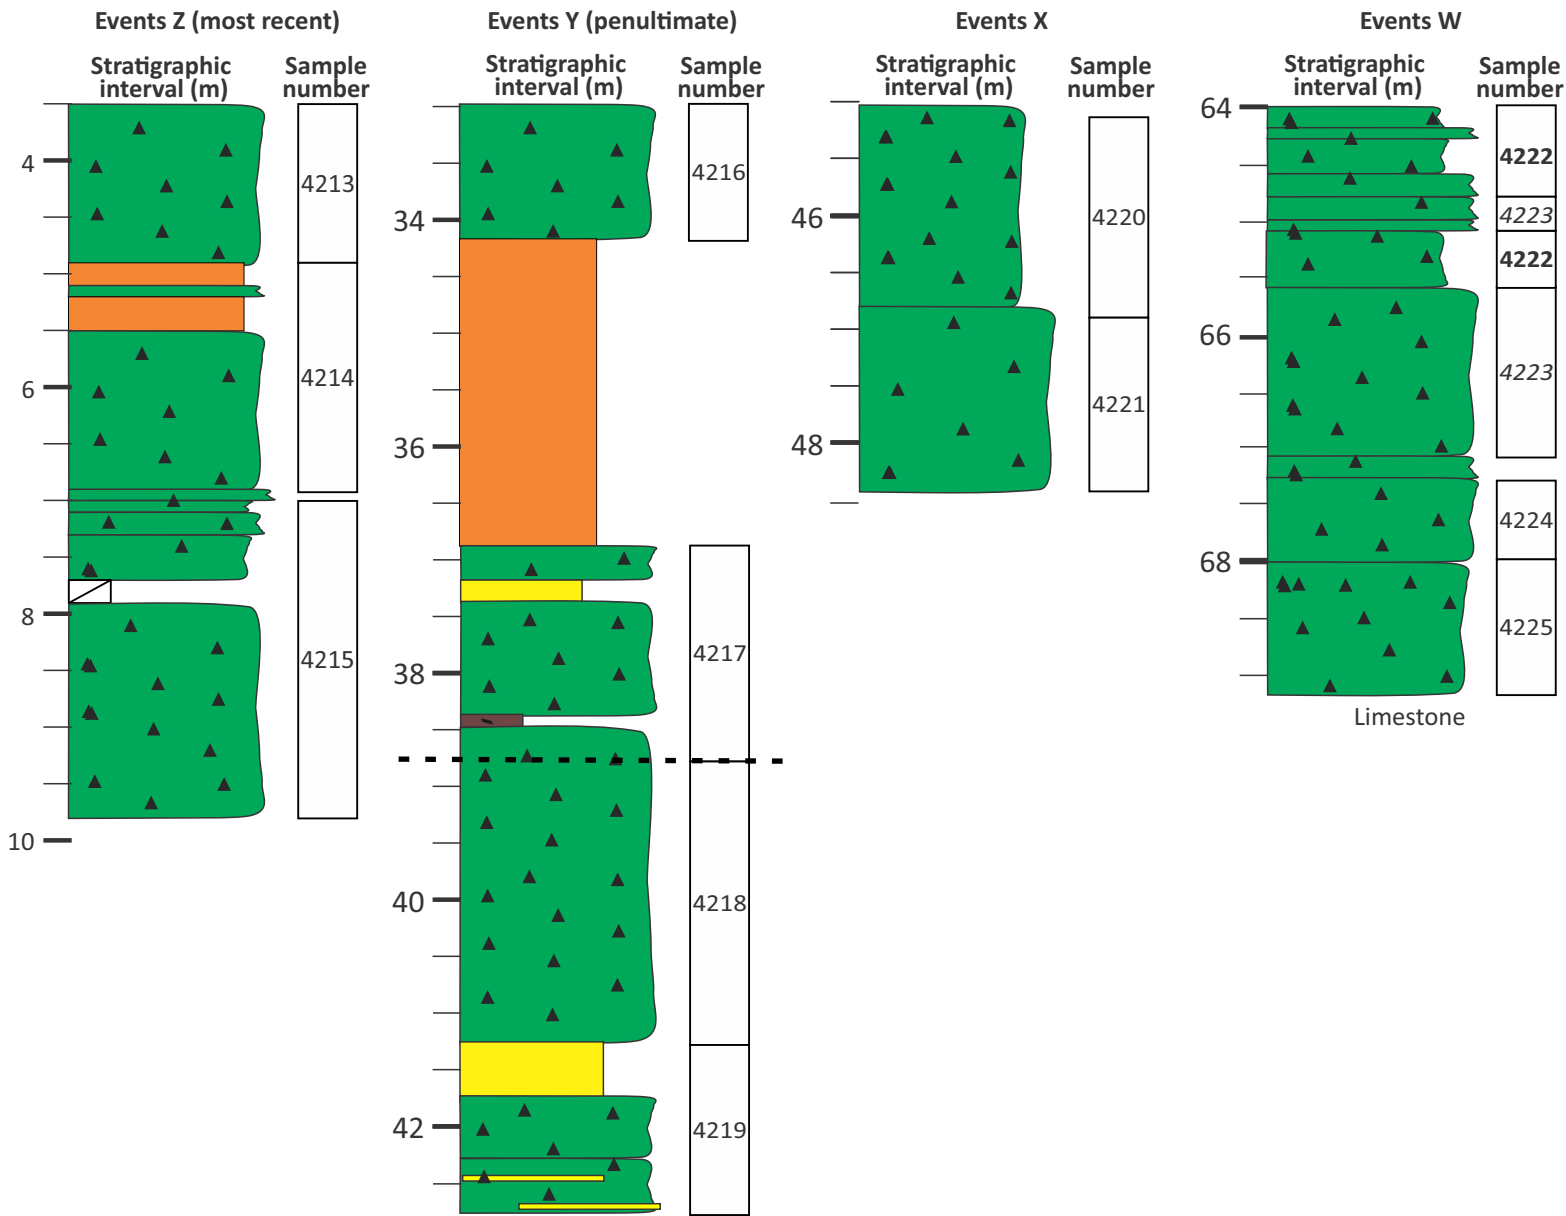 Events Z (most recent)
Stratigraphic interval (m)
Sample number
4
6
8
10
4213
4214
4215
Events Y (penultimate)
Stratigraphic interval (m)
Sample number
34
36
38
40
42
4216
4217
4218
4219
Events X
Stratigraphic interval (m)
Sample number
46
48
4220
4221
Events W
Stratigraphic interval (m)
Sample number
64
66
68
4222
4223
4222
4223
4224
4225
Limestone